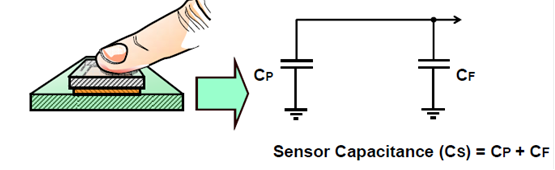 CP
CF
Sensor Capacitance (Cs) = CP + CF